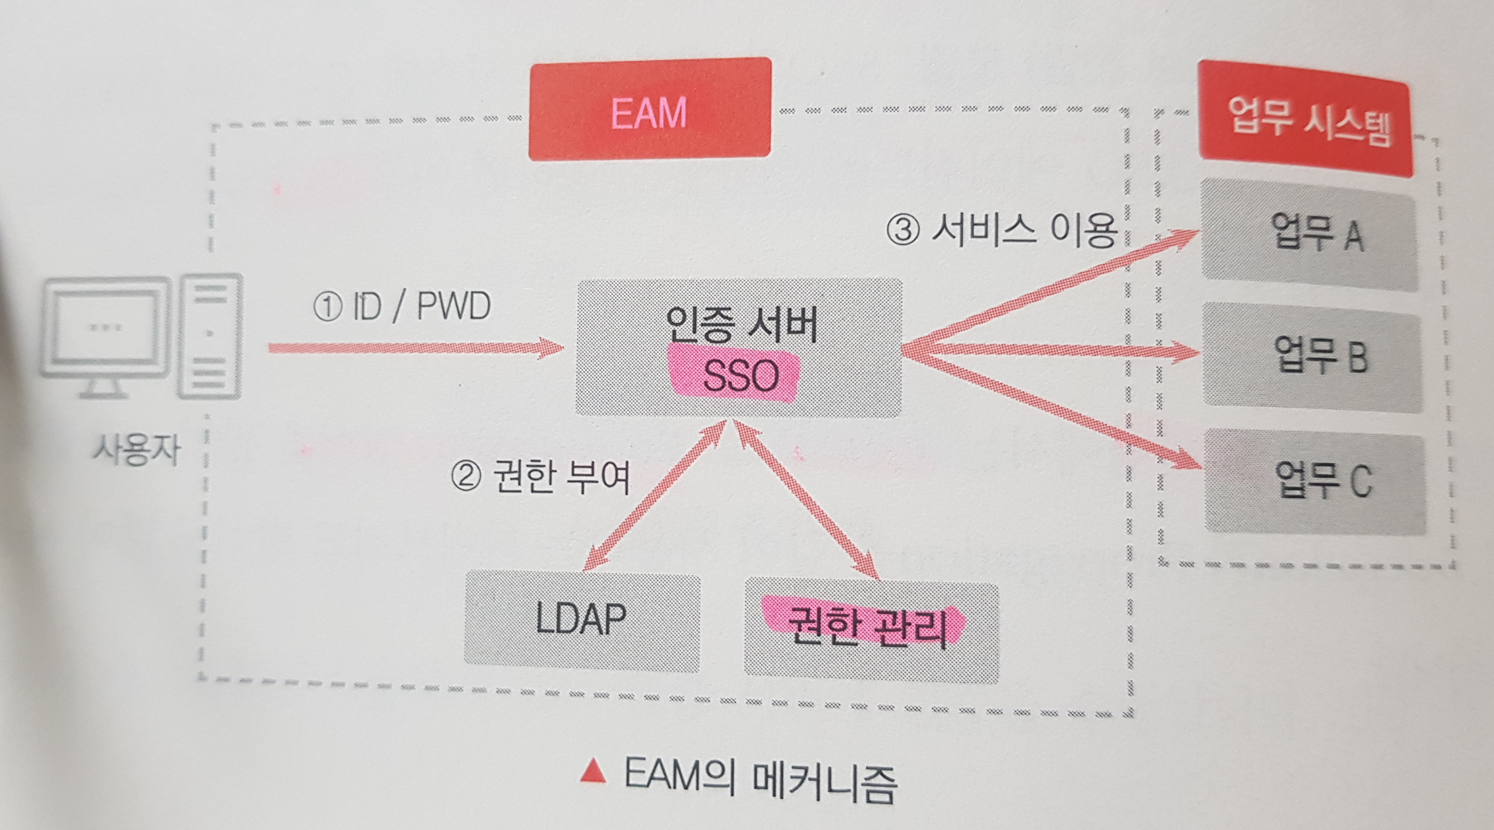 EAM
업무 시스템
③ 서비스 이용
업무 A
① ID / PWD
인증 서버
SSO
업무 B
사용자
② 권한 부여
업무 C
LDAP
권한 관리
▲ EAM의 메커니즘